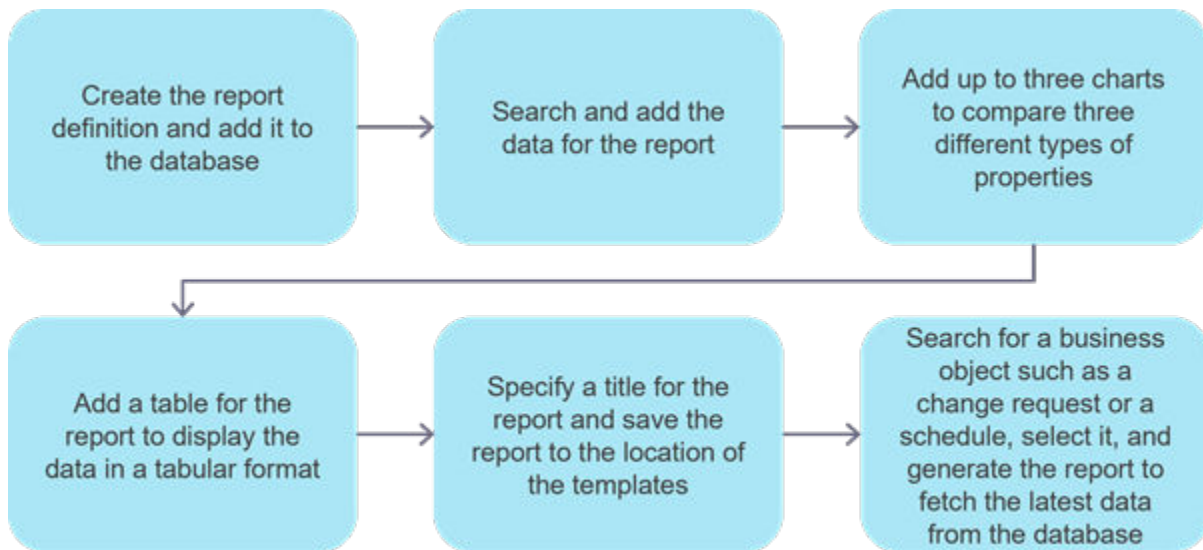 Create the report
definition and add it to
the database
Search and add the
data for the report
Add up to three charts
to compare three
different types of
properties
Add a table for the
report to display the
data in a tabular format
Specify a title for the
report and save the
report to the location of
the templates
Search for a business
object such as a
change request or a
schedule, select it, and
generate the report to
fetch the latest data
from the database